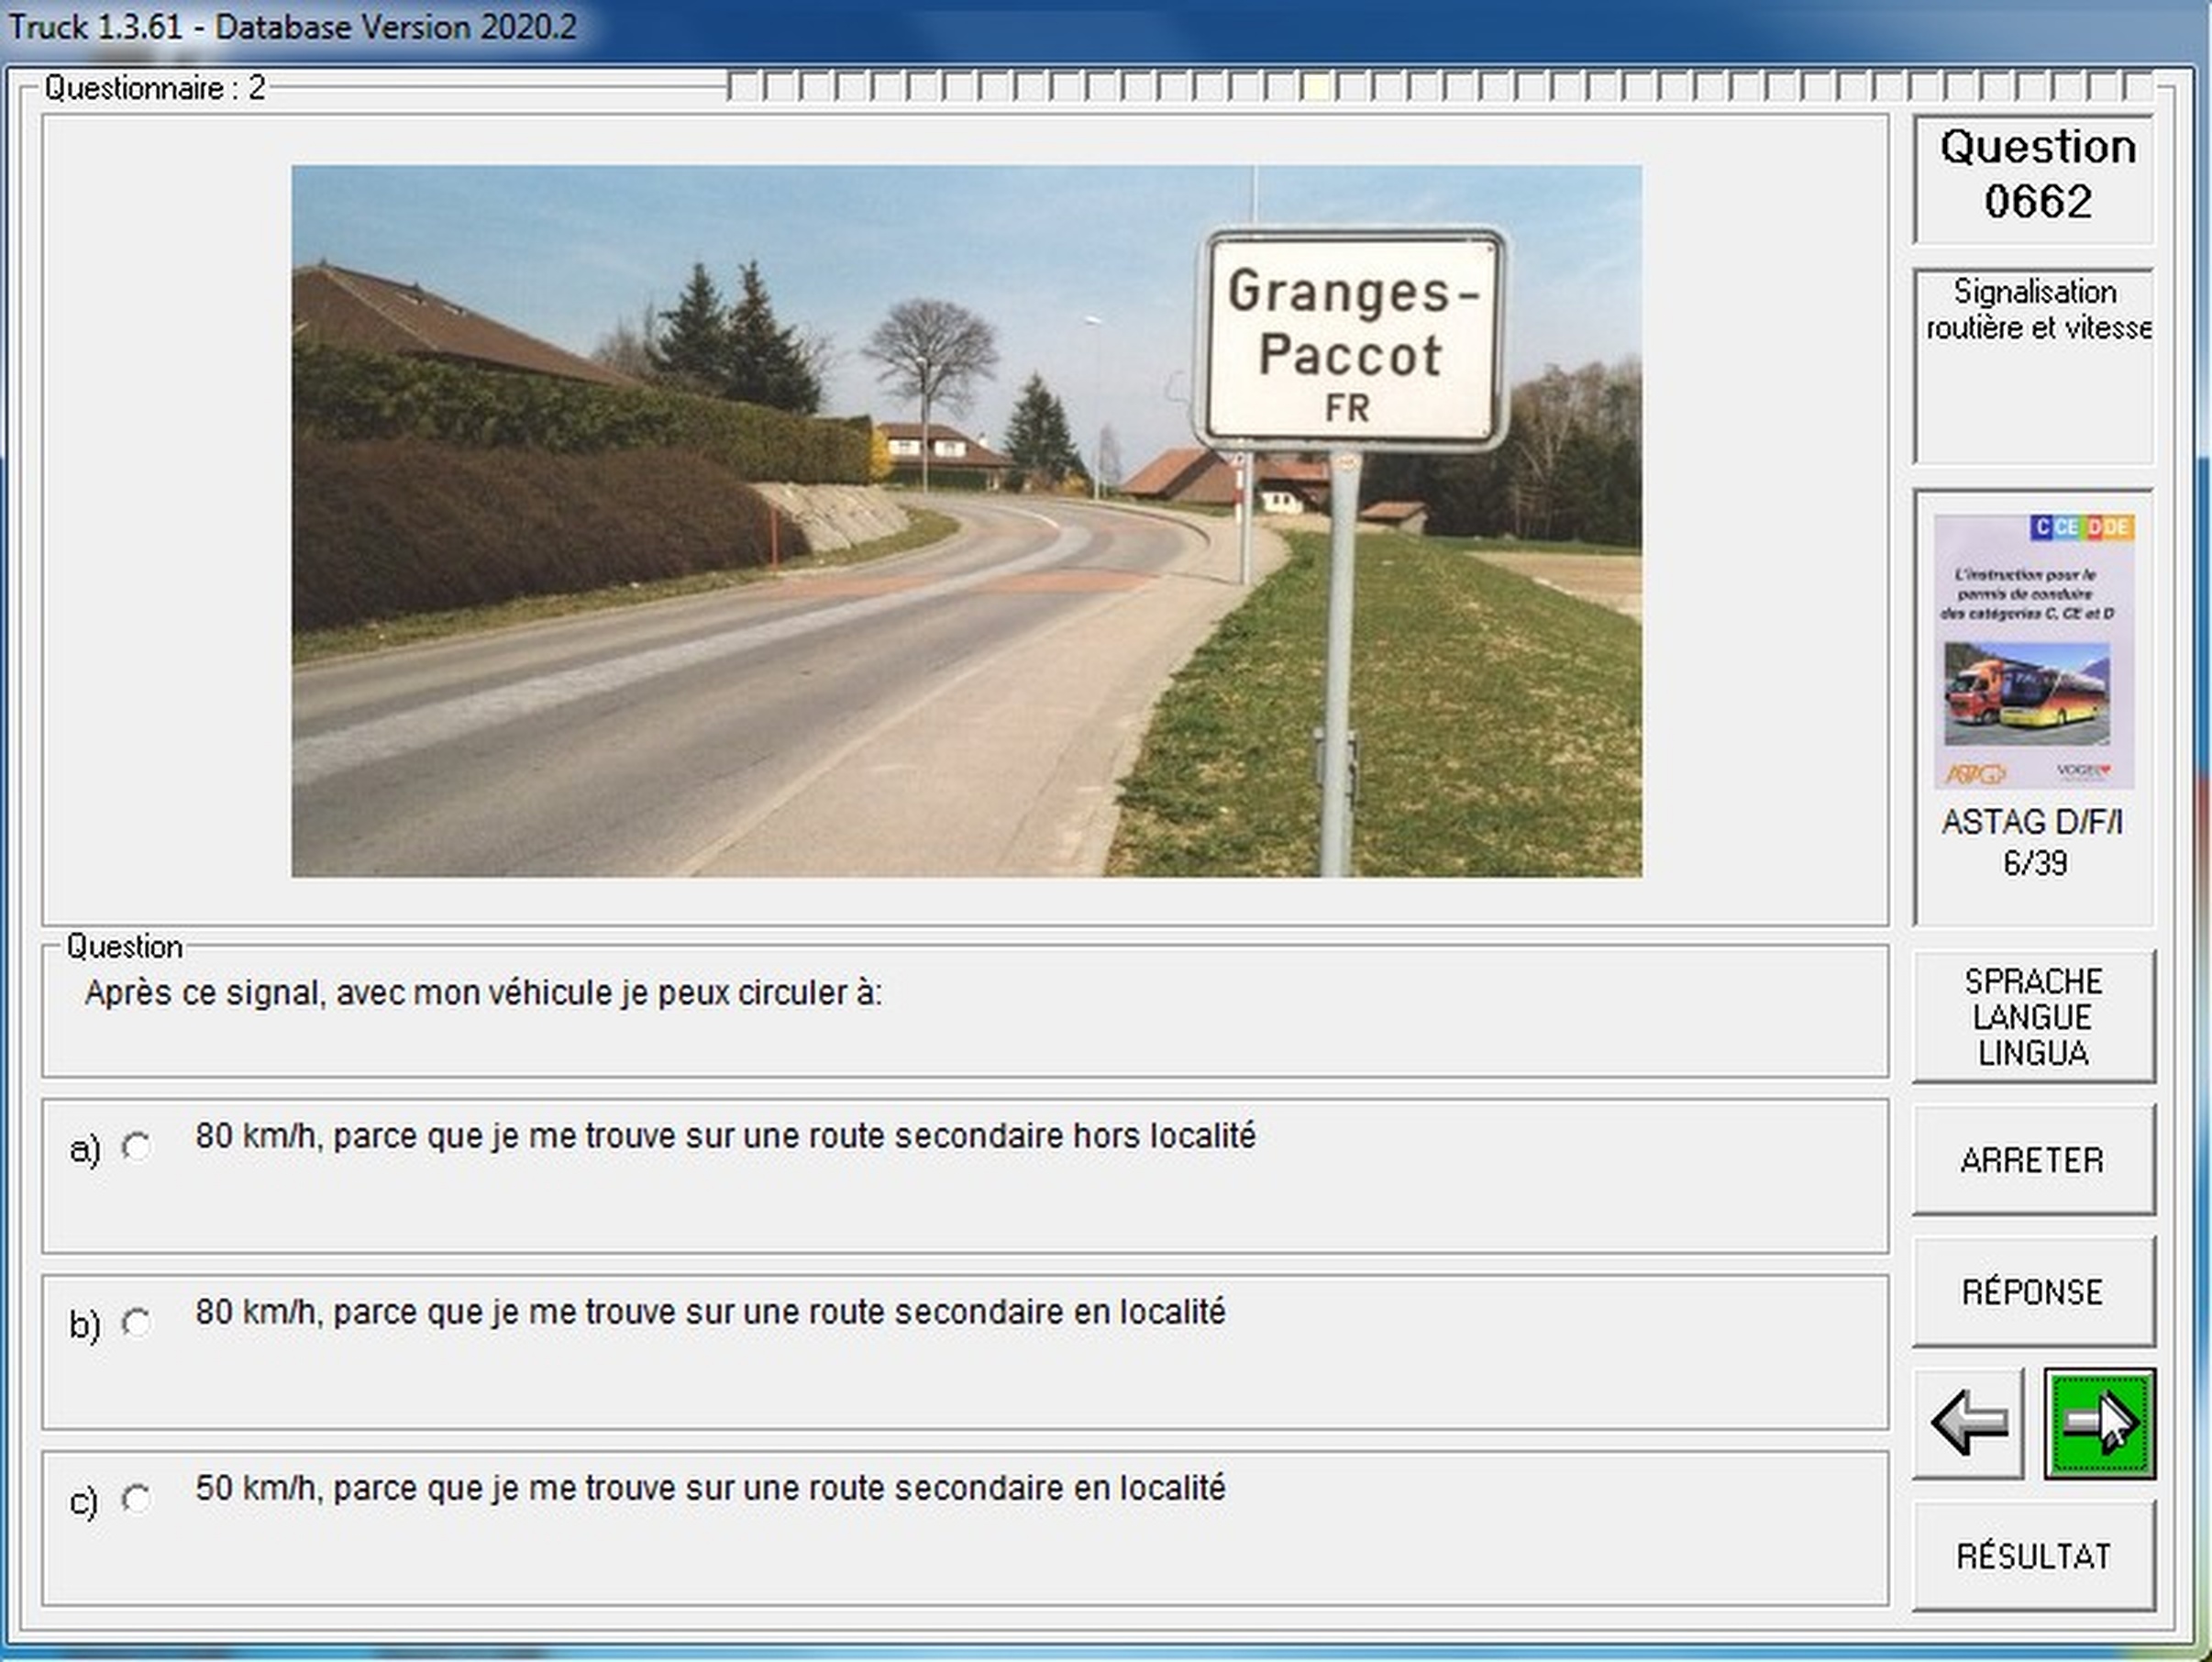 Truck 1.3.61 - Database Version 2020.2
Questionnaire : 2
Granges-
Paccot
FR
Question
0662
Signalisation
routière et vitesse
C CE D DE
L'instruction pour le
permis de conduire
des catégories C, CE et D
ASTAG
VOGEL
ASTAG D/F/I
6/39
Question
Après ce signal, avec mon véhicule je peux circuler à:
a) 80 km/h, parce que je me trouve sur une route secondaire hors localité
b) 80 km/h, parce que je me trouve sur une route secondaire en localité
c) 50 km/h, parce que je me trouve sur une route secondaire en localité
SPRACHE
LANGUE
LINGUA
ARRETER
RÉPONSE
RÉSULTAT